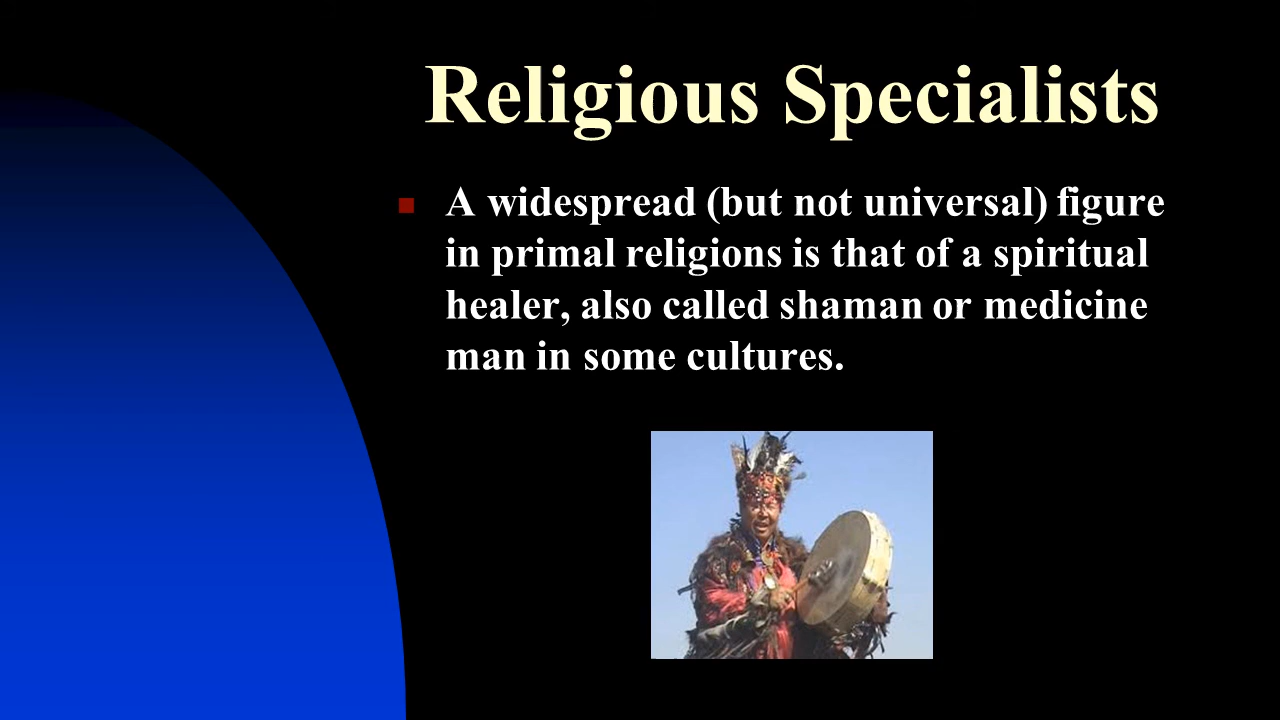 Religious Specialists
A widespread (but not universal) figure
in primal religions is that of a spiritual
healer, also called shaman or medicine
man in some cultures.